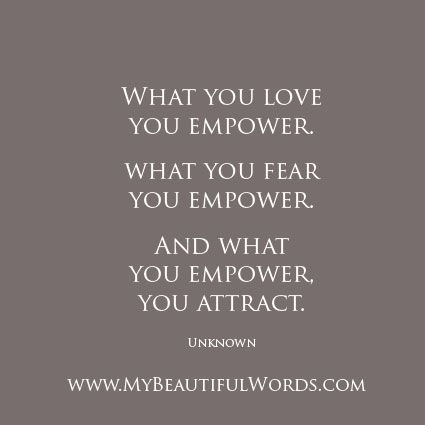 What you love
you empower.
what you fear
you empower.
And what
you empower,
you attract.
Unknown
www.MyBeautifulWords.com